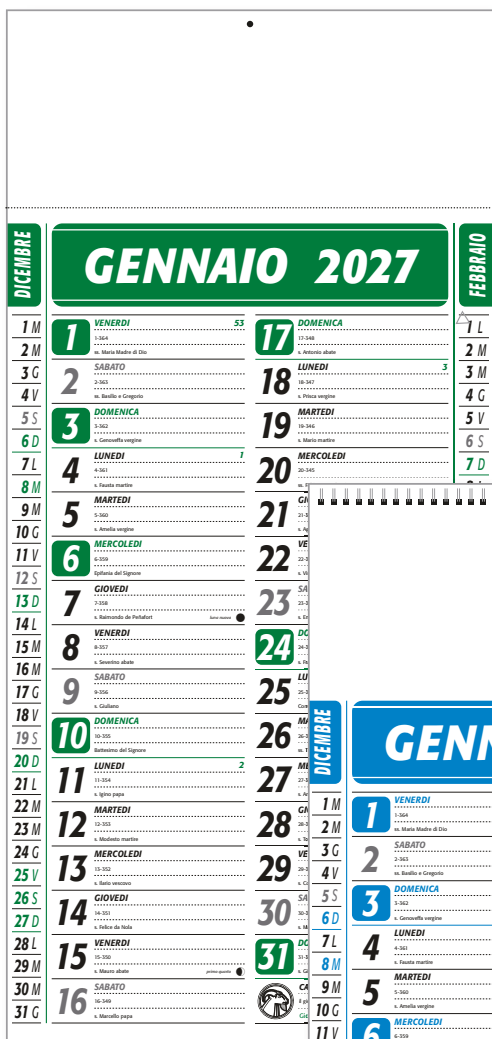 DICEMBRE
GENNAIO 2027
FEBBRAIO
1 M
2 M
3 G
4 V
5 S
6 D
7 L
8 M
9 M
10 G
11 V
12 S
13 D
14 L
15 M
16 M
17 G
18 V
19 S
20 D
21 L
22 M
23 M
24 G
25 V
26 S
27 D
28 L
29 M
30 M
31 G
1 VENERDI 53
1-364
ss. Maria Madre di Dio
2 SABATO
2-363
ss. Basilio e Gregorio
3 DOMENICA
3-362
s. Genoveffa vergine
4 LUNEDI 1
4-361
s. Fausta martire
5 MARTEDI
5-360
s. Amelia vergine
6 MERCOLEDI
6-359
Epifania del Signore
7 GIOVEDI
7-358
s. Raimondo de Peñafort luna nuova
8 VENERDI
8-357
s. Severino abate
9 SABATO
9-356
s. Giuliano
10 DOMENICA
10-355
Battesimo del Signore
11 LUNEDI 2
11-354
s. Igino papa
12 MARTEDI
12-353
s. Modesto martire
13 MERCOLEDI
13-352
s. Ilario vescovo
14 GIOVEDI
14-351
s. Felice da Nola
15 VENERDI
15-350
s. Mauro abate primo quarto
16 SABATO
16-349
s. Marcello papa
17 DOMENICA
17-348
s. Antonio abate
18 LUNEDI 3
18-347
s. Prisca vergine
19 MARTEDI
19-346
s. Mario martire
20 MERCOLEDI
20-345
21
22
23
24
25
26
27
28
29
30
31
1 L
2 M
3 M
4 G
5 V
6 S
7 D
DICEMBRE
GENN
1 M
2 M
3 G
4 V
5 S
6 D
7 L
8 M
9 M
10 G
11 V
1 VENERDI
1-364
ss. Maria Madre di Dio
2 SABATO
2-363
ss. Basilio e Gregorio
3 DOMENICA
3-362
s. Genoveffa vergine
4 LUNEDI
4-361
s. Fausta martire
5 MARTEDI
5-360
s. Amelia vergine
6 MERCOLEDI
6-359